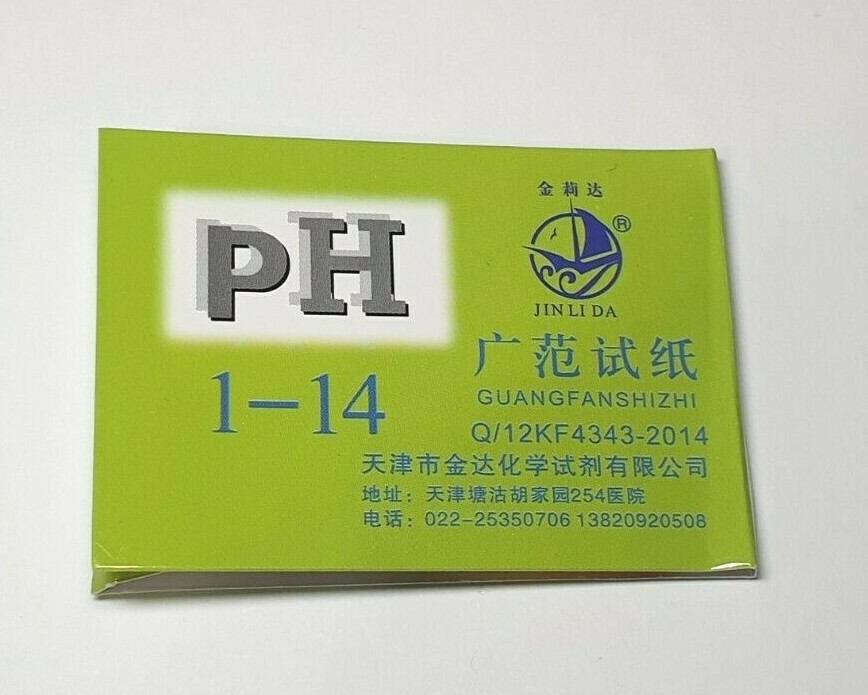 pH
1-14
金莉达
®
JINLI DA
广范试纸
GUANGFANSHIZHI
Q/12KF4343-2014
天津市金达化学试剂有限公司
地址：天津塘沽胡家园254医院
电话：022-25350706 13820920508